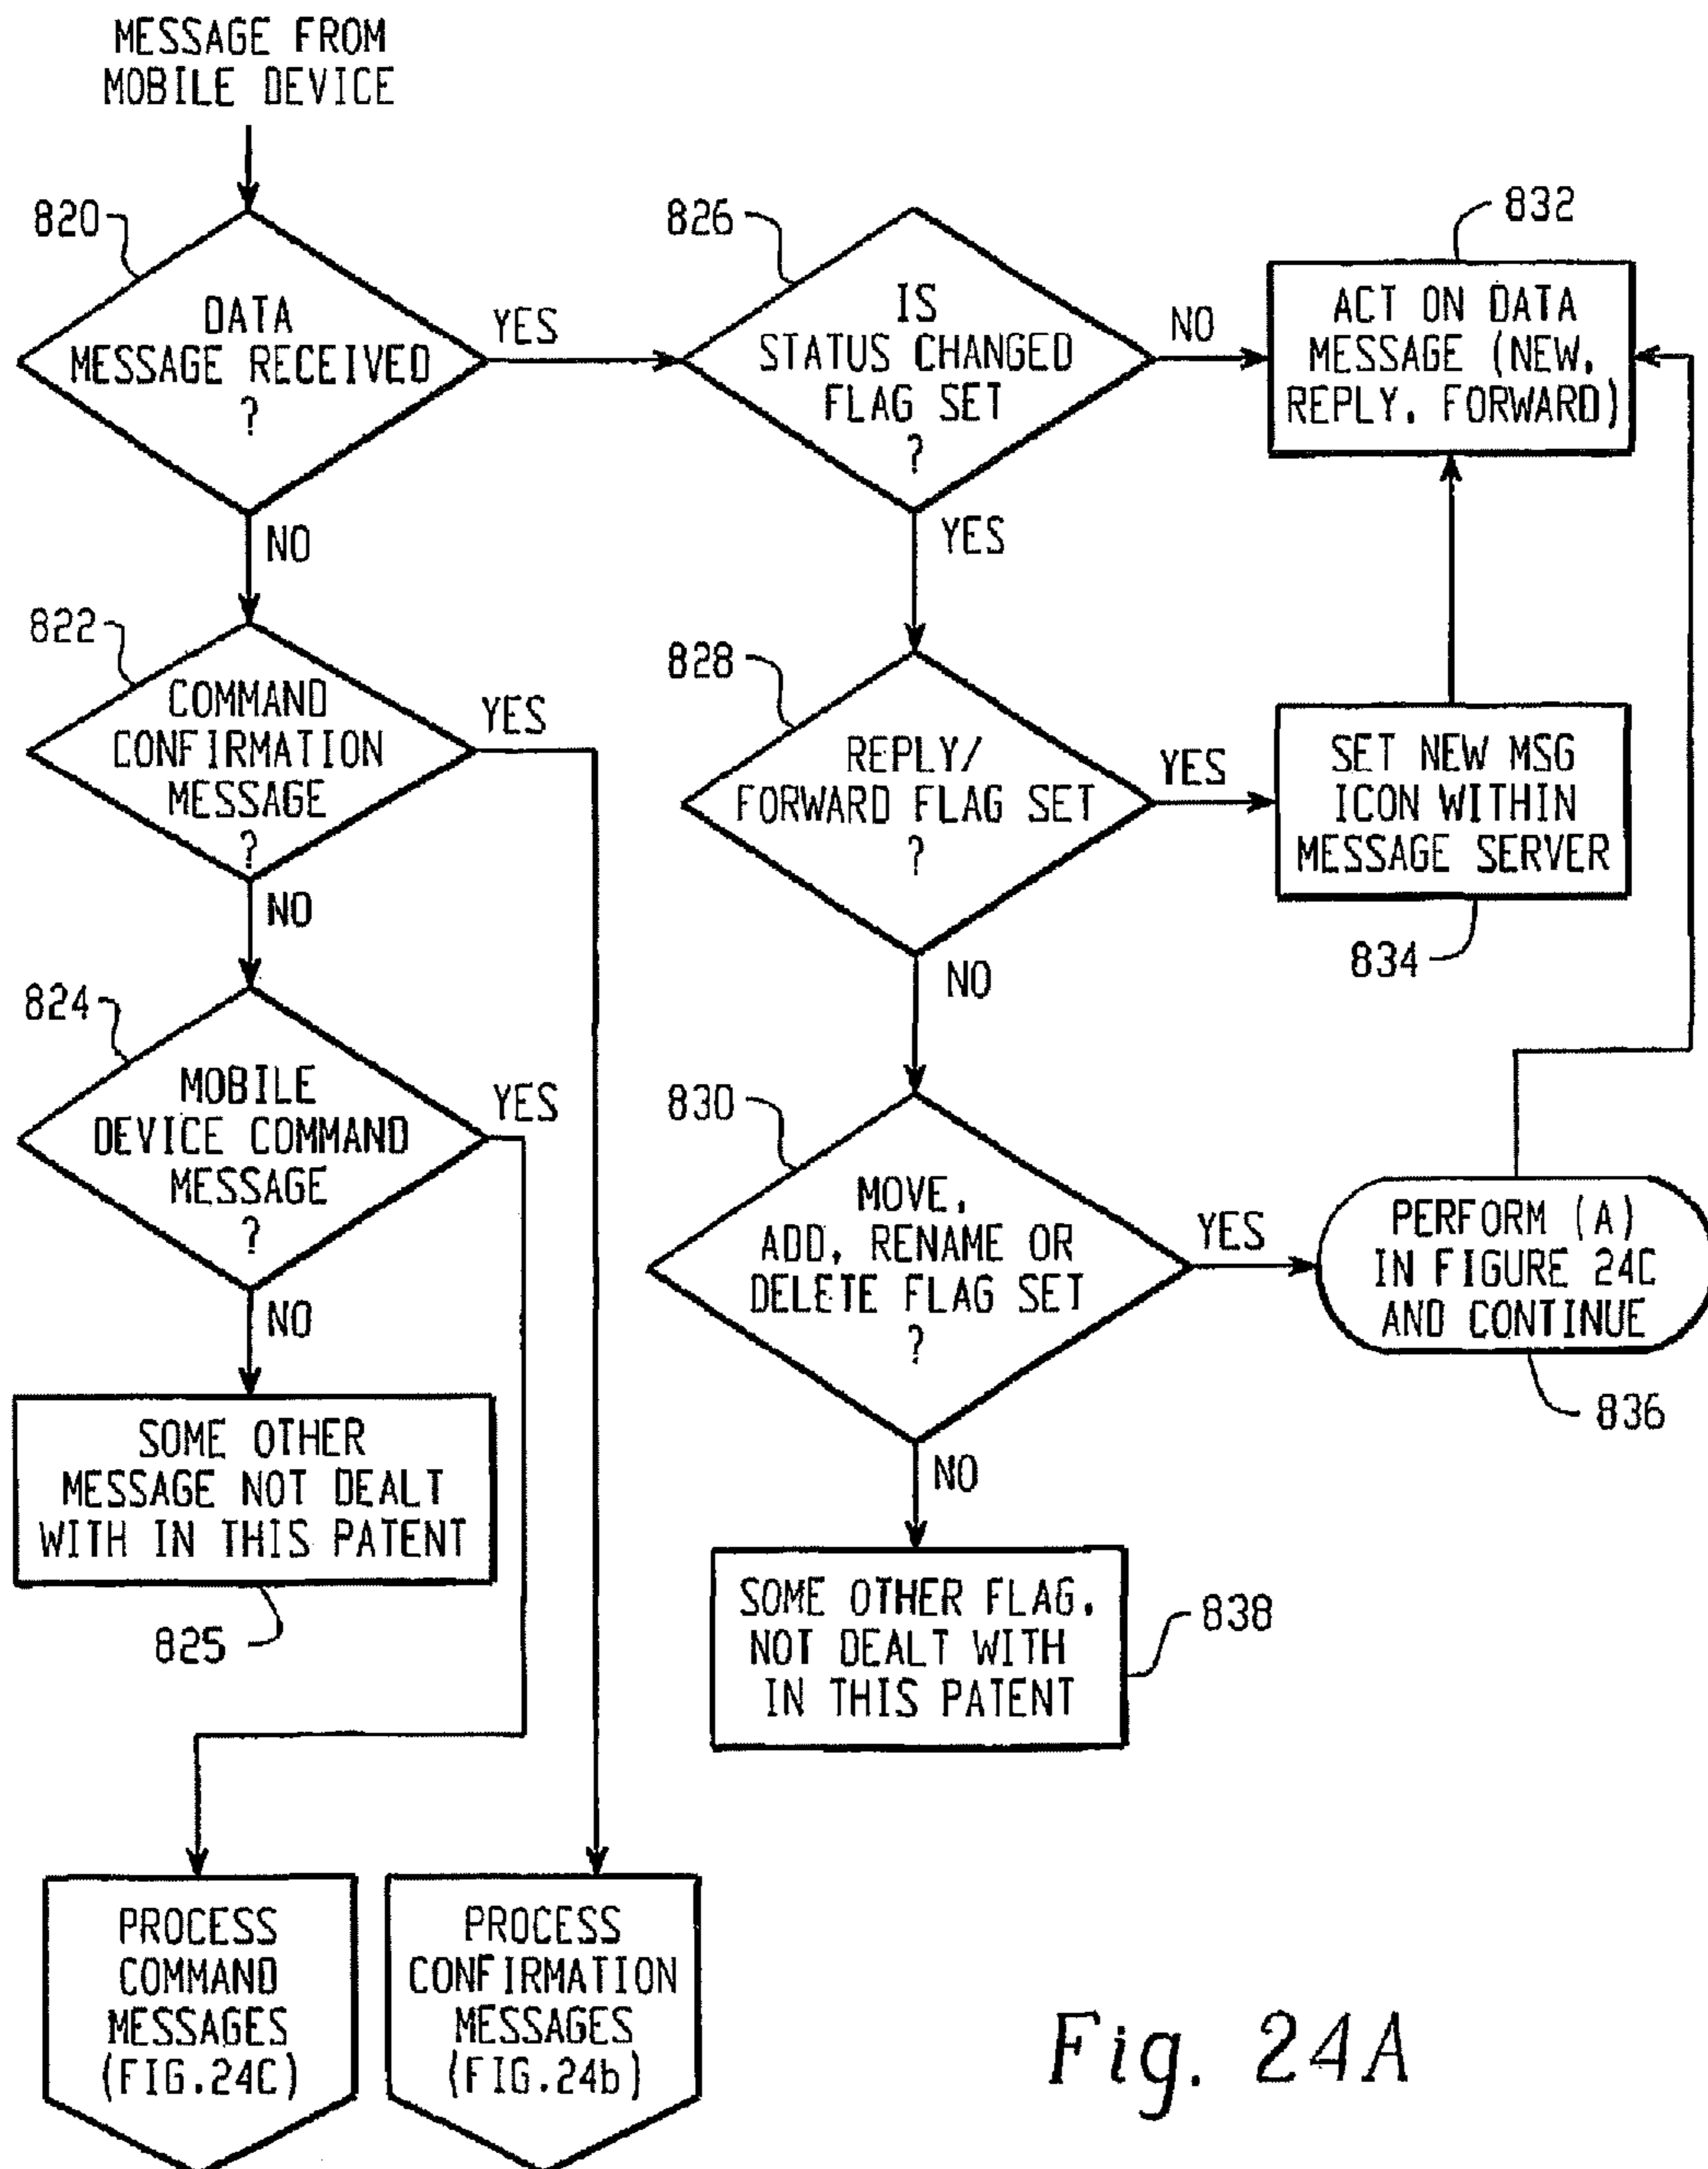 MESSAGE FROM
MOBILE DEVICE
820
DATA
MESSAGE RECEIVED
?
YES
NO
826
IS
STATUS CHANGED
FLAG SET
?
NO
YES
832
ACT ON DATA
MESSAGE (NEW,
REPLY, FORWARD)
822
COMMAND
CONFIRMATION
MESSAGE
?
YES
NO
828
REPLY/
FORWARD FLAG SET
?
YES
NO
SET NEW MSG
ICON WITHIN
MESSAGE SERVER
834
824
MOBILE
DEVICE COMMAND
MESSAGE
?
YES
NO
830
MOVE,
ADD, RENAME OR
DELETE FLAG SET
?
YES
NO
PERFORM (A)
IN FIGURE 24C
AND CONTINUE
836
SOME OTHER
MESSAGE NOT DEALT
WITH IN THIS PATENT
825
SOME OTHER FLAG,
NOT DEALT WITH
IN THIS PATENT
838
PROCESS
COMMAND
MESSAGES
(FIG.24C)
PROCESS
CONFIRMATION
MESSAGES
(FIG.24b)
Fig. 24A